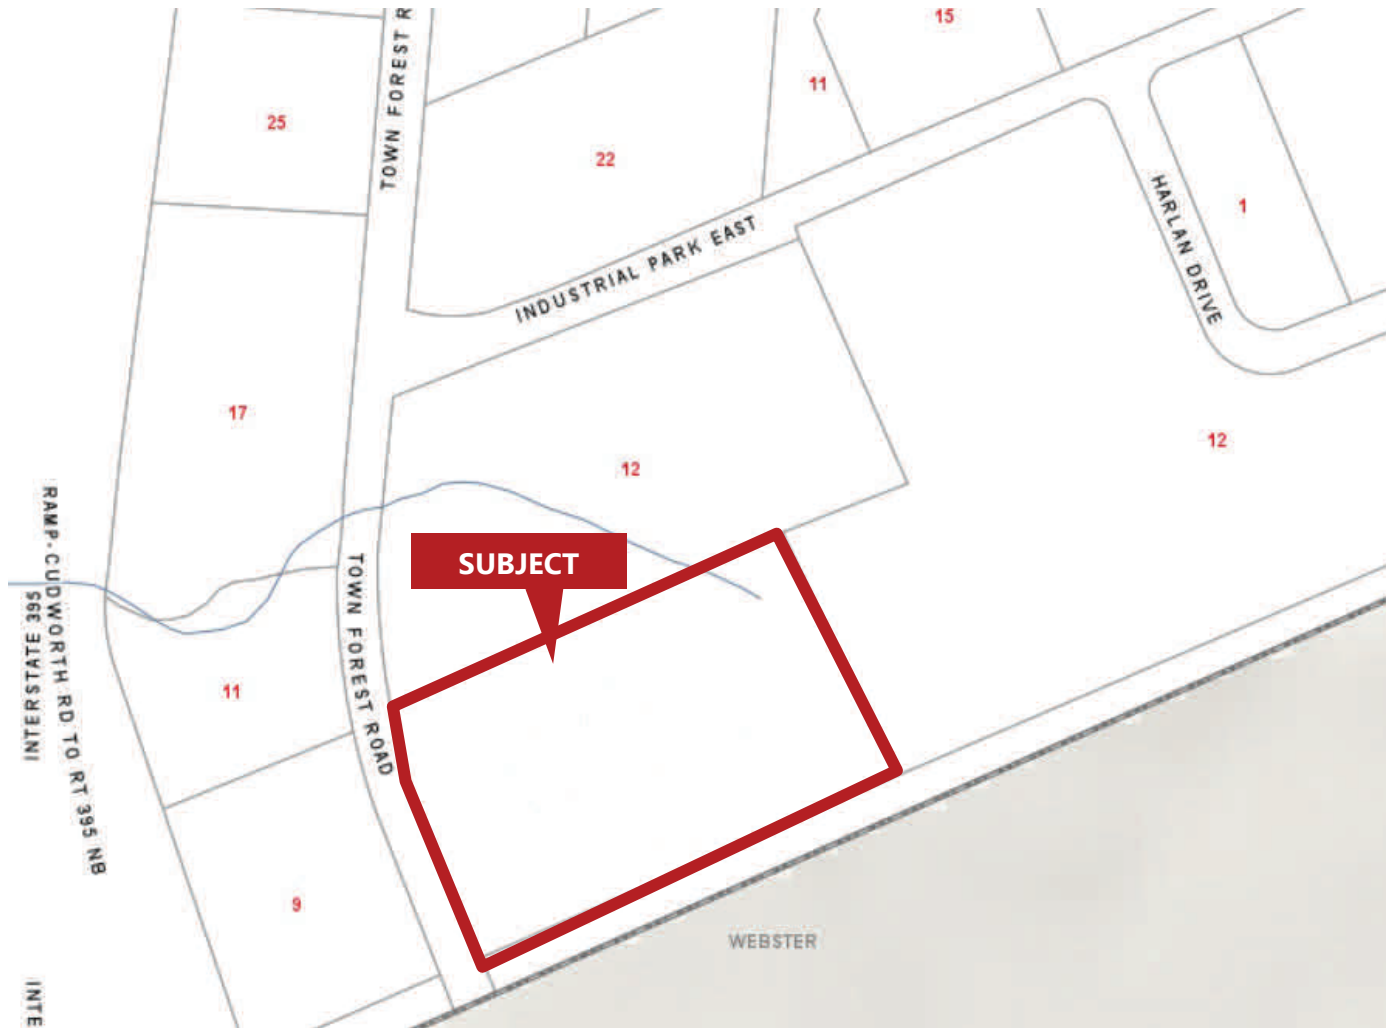 15
TOWN FOREST R
11
25
22
1
HARLAN DRIVE
INDUSTRIAL PARK EAST
17
12
12
RAMP-CUDWORTH RD TO RT 395 NB
INTERSTATE 395
SUBJECT
TOWN FOREST ROAD
11
9
WEBSTER
INTE